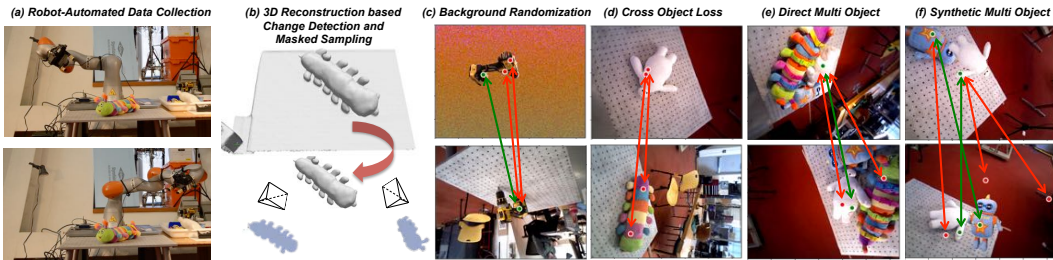 (a) Robot-Automated Data Collection
(b) 3D Reconstruction based
Change Detection and
Masked Sampling
(c) Background Randomization
(d) Cross Object Loss
(e) Direct Multi Object
(f) Synthetic Multi Object